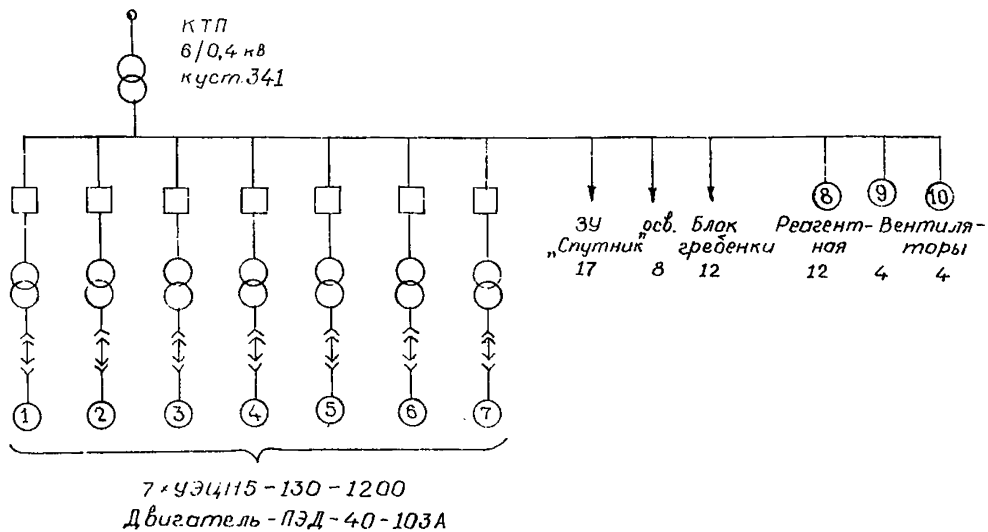 КТП
6/0,4 кВ
куст.341
ЗУ „Спутник" 17
осв. 8
Блок гребенки 12
8 9 10
Реагент- ная 12
Вентиля- торы
4 4
1 2 3 4 5 6 7
7×УЭЦН5-130-1200
Двигатель-ПЭД-40-103А